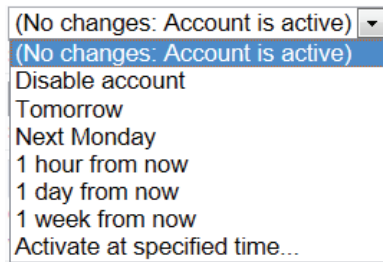 (No changes: Account is active)
(No changes: Account is active)
Disable account
Tomorrow
Next Monday
1 hour from now
1 day from now
1 week from now
Activate at specified time...